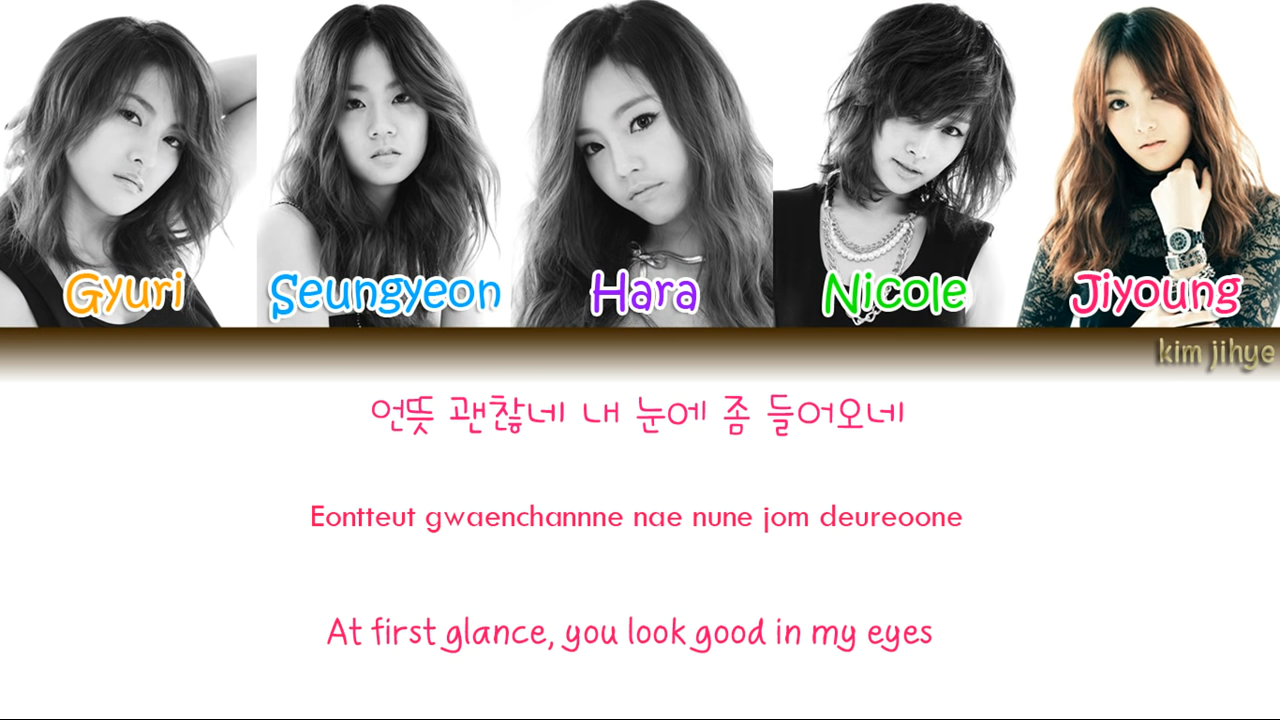 Gyuri Seungyeon Hara Nicole Jiyoung
kim jihye
언뜻 괜찮네 내 눈에 좀 들어오네
Eontteut gwaenchannne nae nune jom deureoone
At first glance, you look good in my eyes